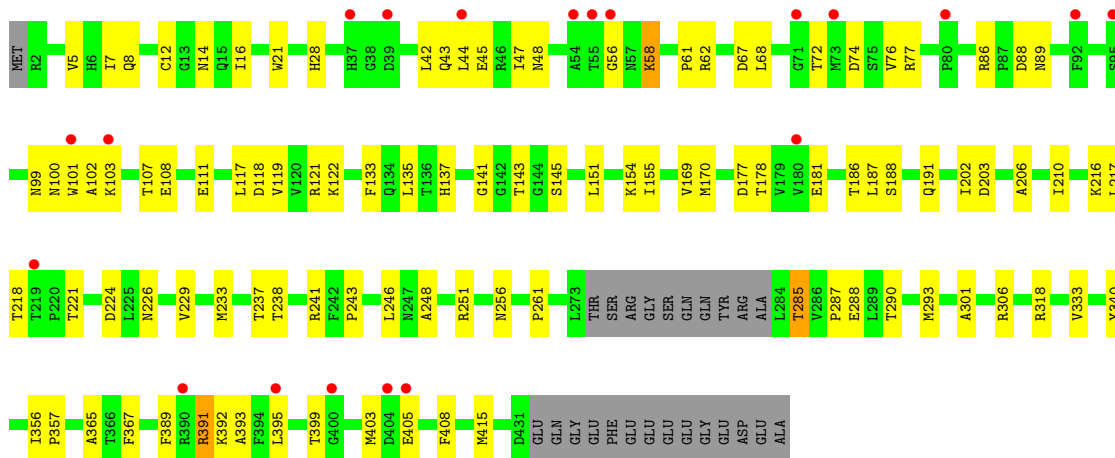 MET R2 V5 H6 I7 Q8 C12 G13 N14 Q15 I16 W21 H28 H37 G38 D39 L42 Q43 L44 E45 R46 I47 N48 A54 T55 G56 N57 K58 P61 R62 D67 L68 G71 T72 M73 D74 S75 V76 R77 P80 R86 P87 D88 N89 F92 S95
N99 N100 W101 A102 K103 T107 E108 E111 L117 D118 V119 V120 R121 K122 F133 Q134 L135 T136 H137 G141 G142 T143 G144 S145 L151 K154 I155 V169 M170 D177 T178 V179 V180 E181 T186 L187 S188 Q191 I202 D203 A206 I210 K216 L217
T218 T219 P220 T221 D224 L225 N226 V229 M233 T237 T238 R241 F242 P243 L246 N247 A248 R251 N256 P261 L273 THR SER ARG GLY SER GLN GLN TYR ARG ALA L284 T285 V286 P287 E288 L289 T290 M293 A301 R306 R318 V333 Y340
I356 P357 A365 T366 F367 F389 R390 R391 K392 A393 F394 L395 T399 G400 M403 D404 E405 F408 M415 D431 GLU GLN GLY GLU PHE GLU GLU GLU GLU GLY GLU ASP GLU ALA